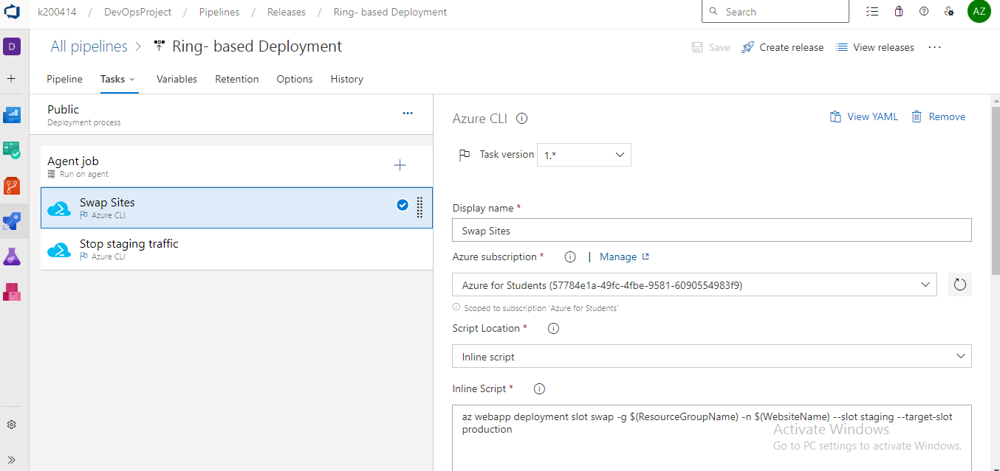 k200414 / DevOpsProject / Pipelines / Releases / Ring- based Deployment
Search
AZ
D
All pipelines > Ring- based Deployment
Save
Create release
View releases
Pipeline
Tasks
Variables
Retention
Options
History
Public
Deployment process
Agent job
Run on agent
Swap Sites
Azure CLI
Stop staging traffic
Azure CLI
Azure CLI
View YAML
Remove
Task version
1.*
Display name *
Swap Sites
Azure subscription *
| Manage
Azure for Students (57784e1a-49fc-4fbe-9581-6090554983f9)
Scoped to subscription 'Azure for Students'
Script Location *
Inline script
Inline Script *
az webapp deployment slot swap -g $(ResourceGroupName) -n $(WebsiteName) --slot staging --target-slot
production
Activate Windows
Go to PC settings to activate Windows.